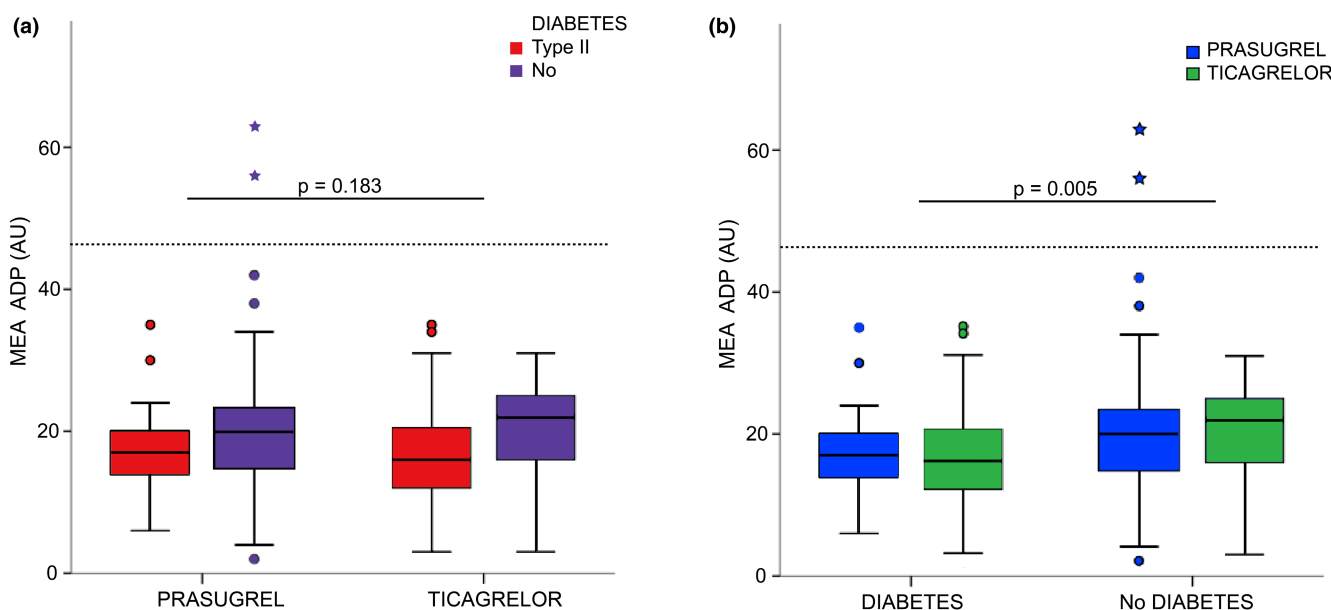 (a)
DIABETES
Type II
No
60
p = 0.183
MEA ADP (AU)
40
20
0
PRASUGREL TICAGRELOR
(b)
PRASUGREL
TICAGRELOR
60
p = 0.005
MEA ADP (AU)
40
20
0
DIABETES No DIABETES